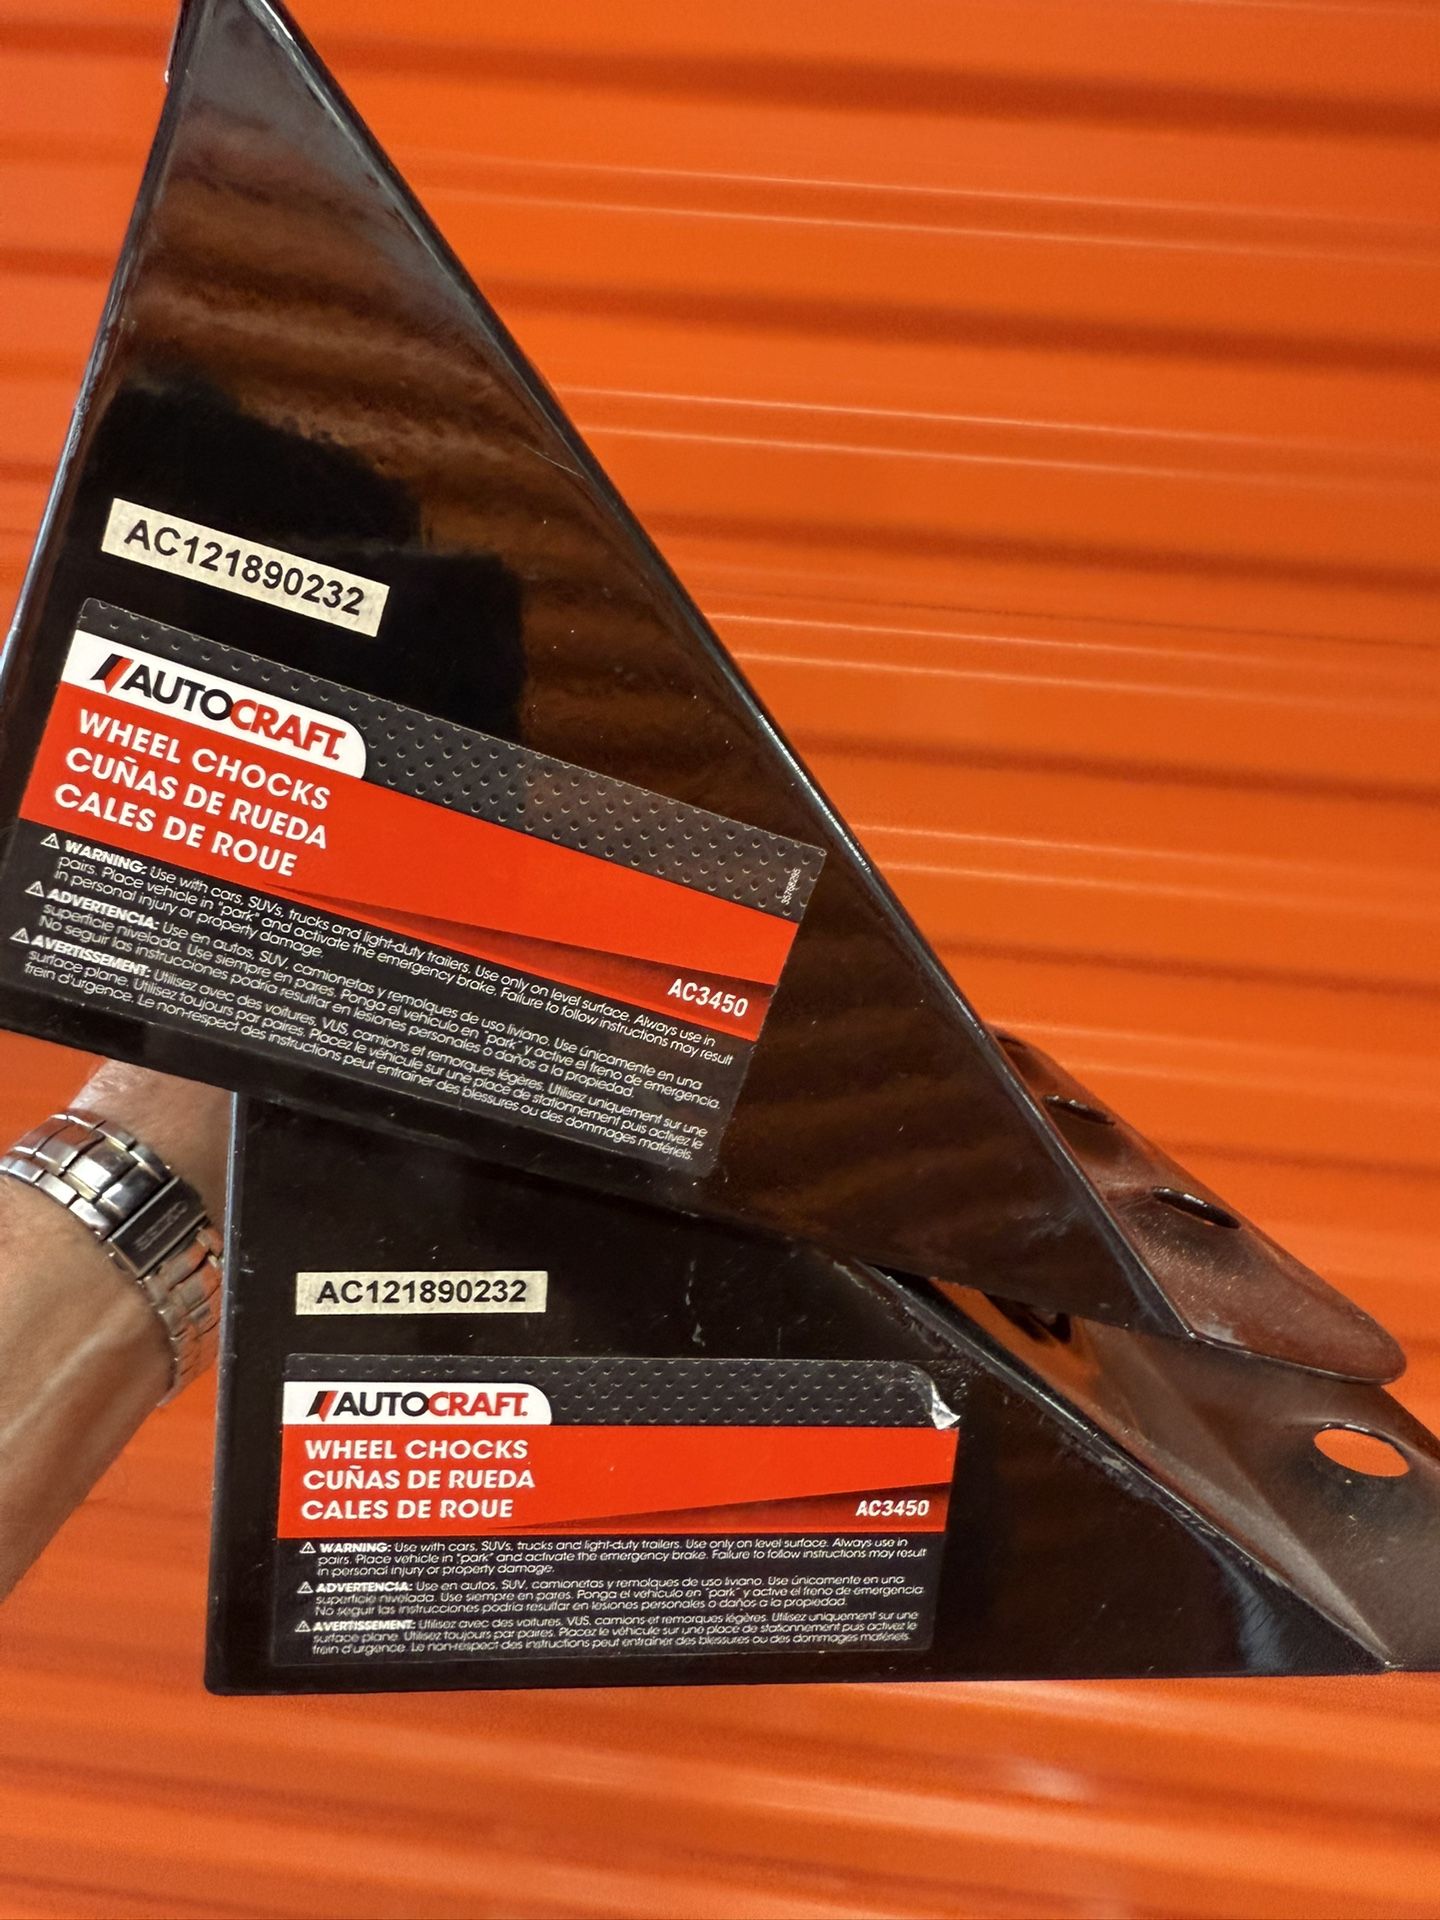 AC121890232
AUTOCRAFT.
WHEEL CHOCKS
CUÑAS DE RUEDA
CALES DE ROUE
35768295
AC3450
⚠ WARNING: Use with cars, SUVs, trucks and light-duty trailers. Use only on level surface. Always use in
pairs. Place vehicle in "park" and activate the emergency brake. Failure to follow instructions may result
in personal injury or property damage.
⚠ ADVERTENCIA: Use en autos, SUV, camionetas y remolques de uso liviano. Use únicamente en una
superficie nivelada. Use siempre en pares. Ponga el vehículo en "park" y active el freno de emergencia.
No seguir las instrucciones podría resultar en lesiones personales o daños a la propiedad.
⚠ AVERTISSEMENT: Utilisez avec des voitures, VUS, camions et remorques légères. Utilisez uniquement sur une
surface plane. Utilisez toujours par paires. Placez le véhicule sur une place de stationnement puis activez le
frein d'urgence. Le non-respect des instructions peut entraîner des blessures ou des dommages matériels.
AC121890232
AUTOCRAFT.
WHEEL CHOCKS
CUÑAS DE RUEDA
CALES DE ROUE
AC3450
⚠ WARNING: Use with cars, SUVs, trucks and light-duty trailers. Use only on level surface. Always use in
pairs. Place vehicle in "park" and activate the emergency brake. Failure to follow instructions may result
in personal injury or property damage.
⚠ ADVERTENCIA: Use en autos, SUV, camionetas y remolques de uso liviano. Use únicamente en una
superficie nivelada. Use siempre en pares. Ponga el vehículo en "park" y active el freno de emergencia.
No seguir las instrucciones podría resultar en lesiones personales o daños a la propiedad.
⚠ AVERTISSEMENT: Utilisez avec des voitures, VUS, camions et remorques légères. Utilisez uniquement sur une
surface plane. Utilisez toujours par paires. Placez le véhicule sur une place de stationnement puis activez le
frein d'urgence. Le non-respect des instructions peut entraîner des blessures ou des dommages matériels.